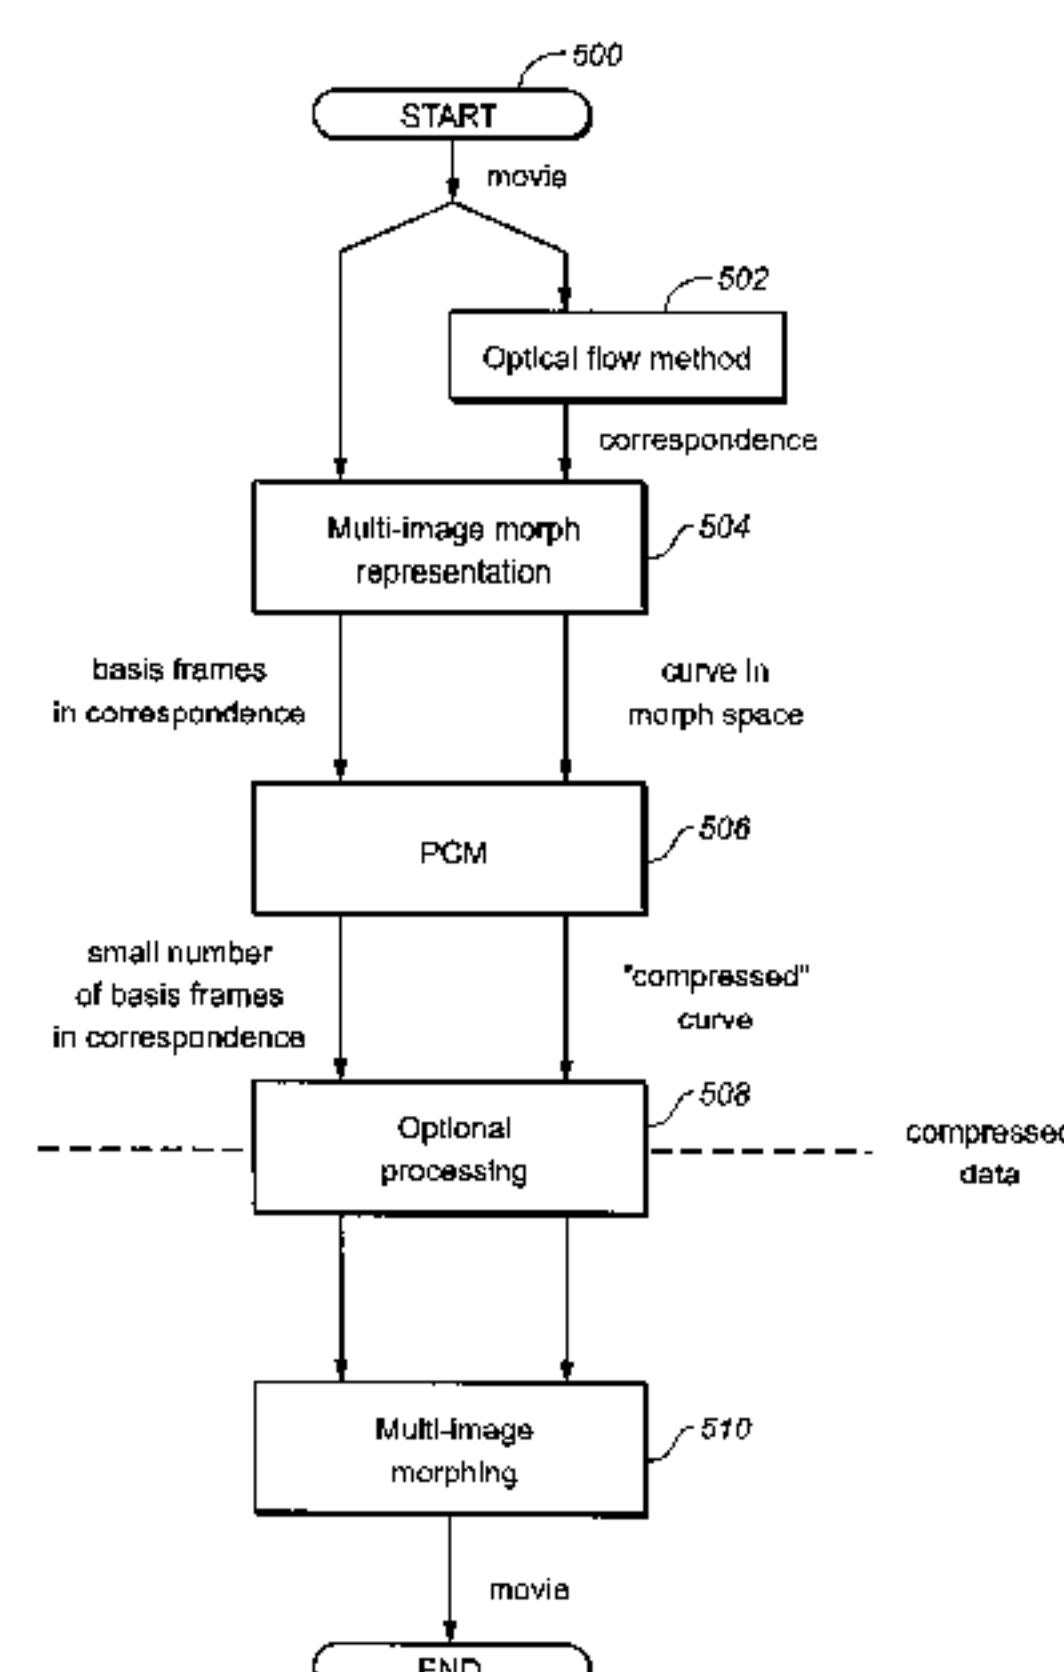 500
START
movie
502
Optical flow method
correspondence
Multi-image morph
representation
504
basis frames
in correspondence
curve in
morph space
PCM
506
small number
of basis frames
in correspondence
"compressed"
curve
508
Optional
processing
compressed
data
Multi-image
morphing
510
movie
END